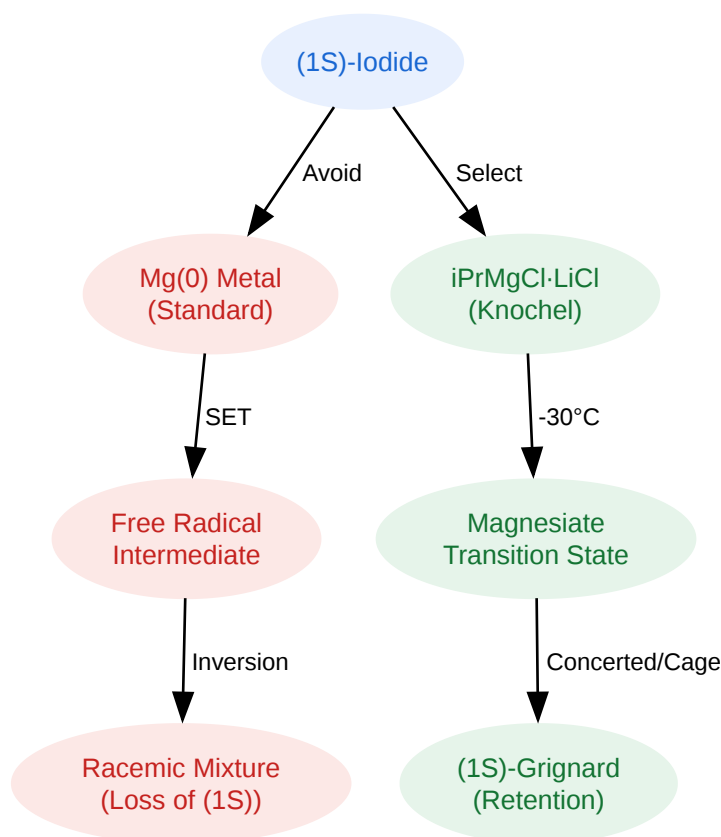 (1S)-Iodide
Avoid
Select
Mg(0) Metal
(Standard)
iPrMgCl·LiCl
(Knochel)
SET
-30°C
Free Radical
Intermediate
Magnesiate
Transition State
Inversion
Concerted/Cage
Racemic Mixture
(Loss of (1S))
(1S)-Grignard
(Retention)